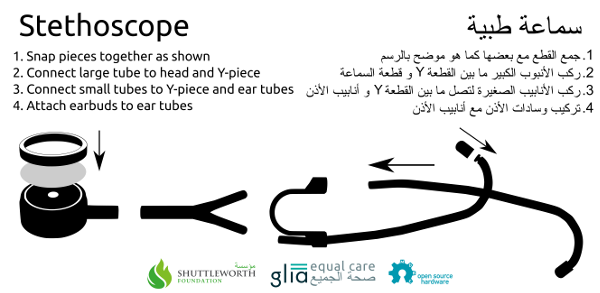 Stethoscope
1. Snap pieces together as shown
2. Connect large tube to head and Y-piece
3. Connect small tubes to Y-piece and ear tubes
4. Attach earbuds to ear tubes
سماعة طبية
1. جمع القطع مع بعضها كما هو موضح بالرسم
2. ركب الأنبوب الكبير ما بين القطعة Y و قطعة السماعة
3. ركب الأنابيب الصغيرة لتصل ما بين القطعة Y و أنابيب الأذن
4. تركيب وسادات الأذن مع أنابيب الأذن
مؤسسة
SHUTTLEWORTH
FOUNDATION
glia
equal care
صحة الجميع
open source
hardware